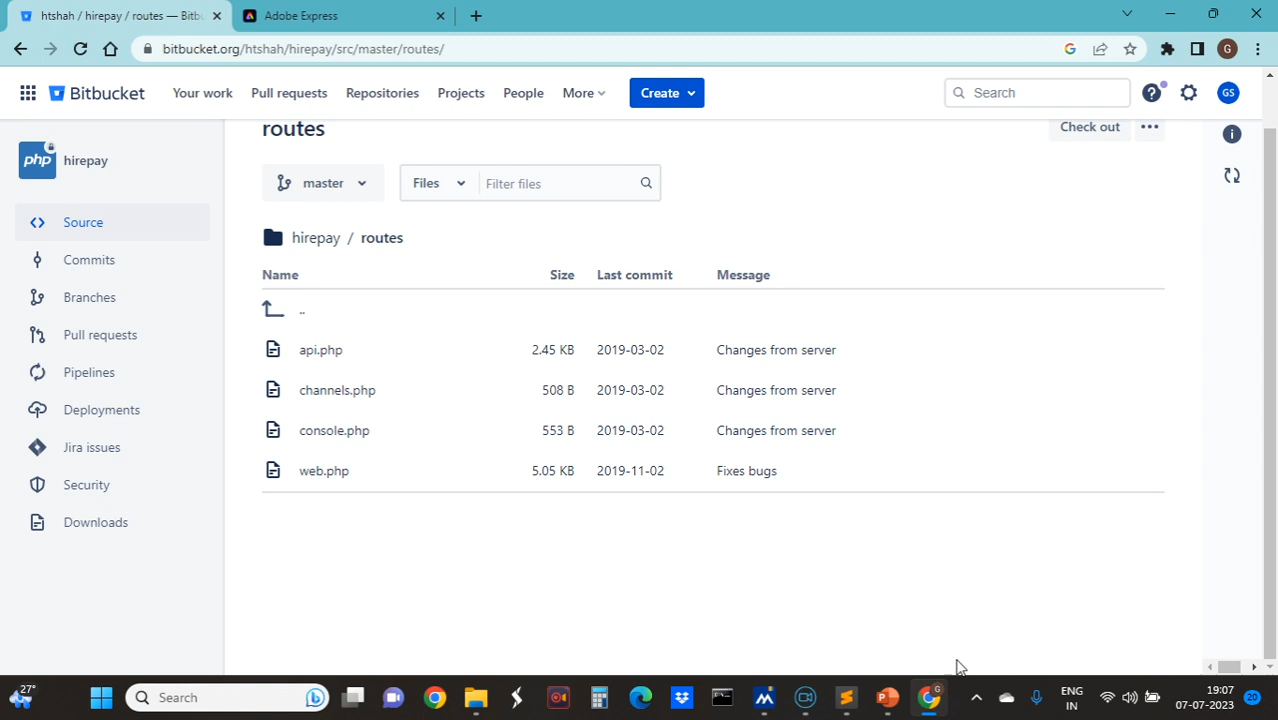 htshah / hirepay / routes — Bitb
Adobe Express
bitbucket.org/htshah/hirepay/src/master/routes/
G
Bitbucket
Your work
Pull requests
Repositories
Projects
People
More
Create
Search
GS
php
hirepay
routes
Check out
master
Files
Filter files
Source
hirepay / routes
Commits
Name
Size
Last commit
Message
Branches
..
Pull requests
api.php
2.45 KB
2019-03-02
Changes from server
Pipelines
channels.php
508 B
2019-03-02
Changes from server
Deployments
console.php
553 B
2019-03-02
Changes from server
Jira issues
web.php
5.05 KB
2019-11-02
Fixes bugs
Security
Downloads
27°
Search
ENG
IN
19:07
07-07-2023
20